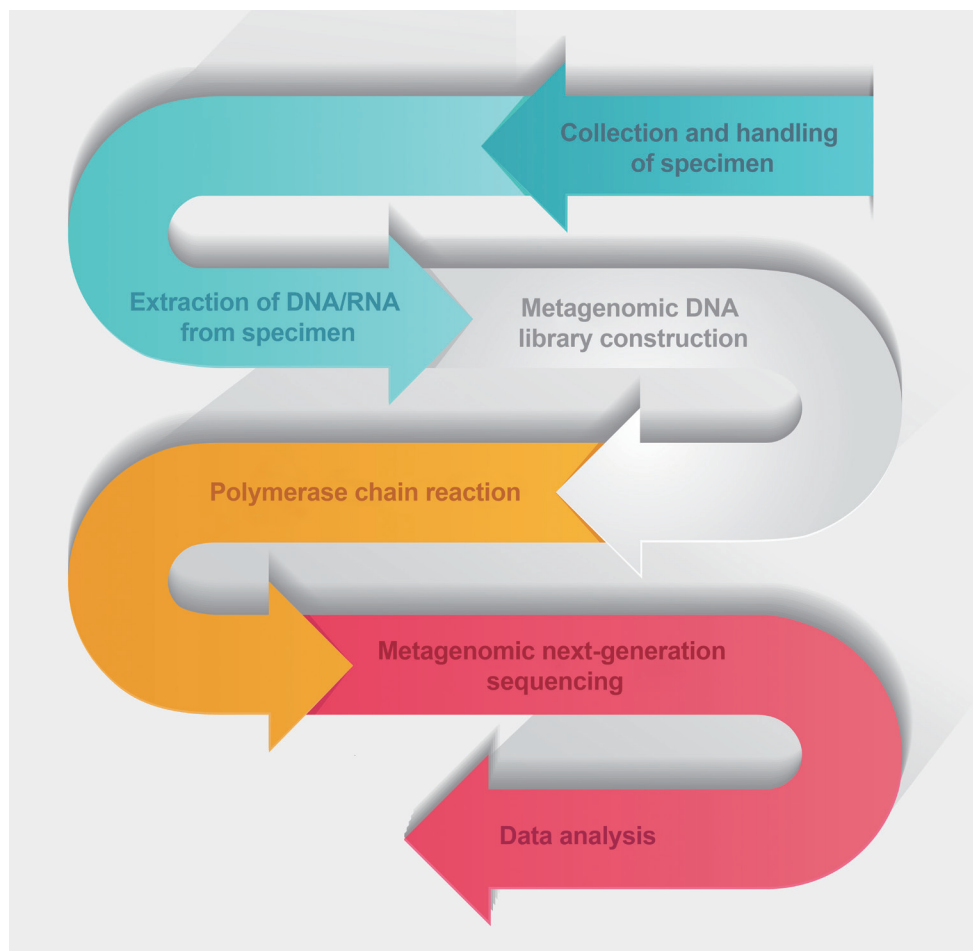 Collection and handling
of specimen
Extraction of DNA/RNA
from specimen
Metagenomic DNA
library construction
Polymerase chain reaction
Metagenomic next-generation
sequencing
Data analysis